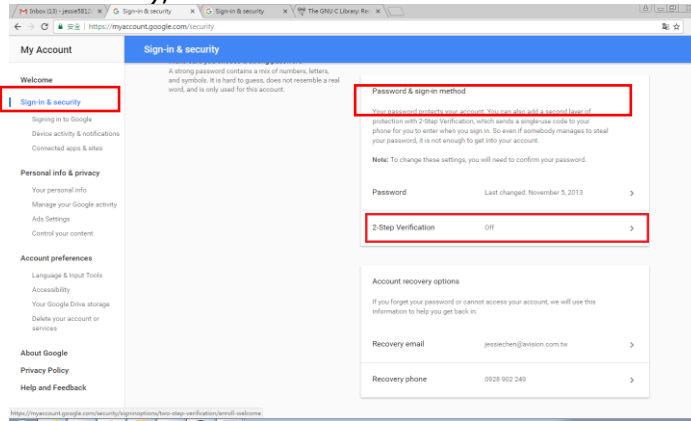 Inbox (13) - jessie5812
Sign-in & security
Sign-in & security
The GNU C Library: Re
安全 | https://myaccount.google.com/security
My Account
Sign-in & security
A strong password contains a mix of numbers, letters,
and symbols. It is hard to guess, does not resemble a real
word, and is only used for this account.
Welcome
Sign-in & security
Signing in to Google
Device activity & notifications
Connected apps & sites
Personal info & privacy
Your personal info
Manage your Google activity
Ads Settings
Control your content
Account preferences
Language & Input Tools
Accessibility
Your Google Drive storage
Delete your account or
services
About Google
Privacy Policy
Help and Feedback
Password & sign-in method
Your password protects your account. You can also add a second layer of
protection with 2-Step Verification, which sends a single-use code to your
phone for you to enter when you sign in. So even if somebody manages to steal
your password, it is not enough to get into your account.
Note: To change these settings, you will need to confirm your password.
Password Last changed: November 5, 2013
2-Step Verification Off
Account recovery options
If you forget your password or cannot access your account, we will use this
information to help you get back in.
Recovery email jessiechen@avision.com.tw
Recovery phone 0928 902 249
https://myaccount.google.com/security/signinoptions/two-step-verification/enroll-welcome